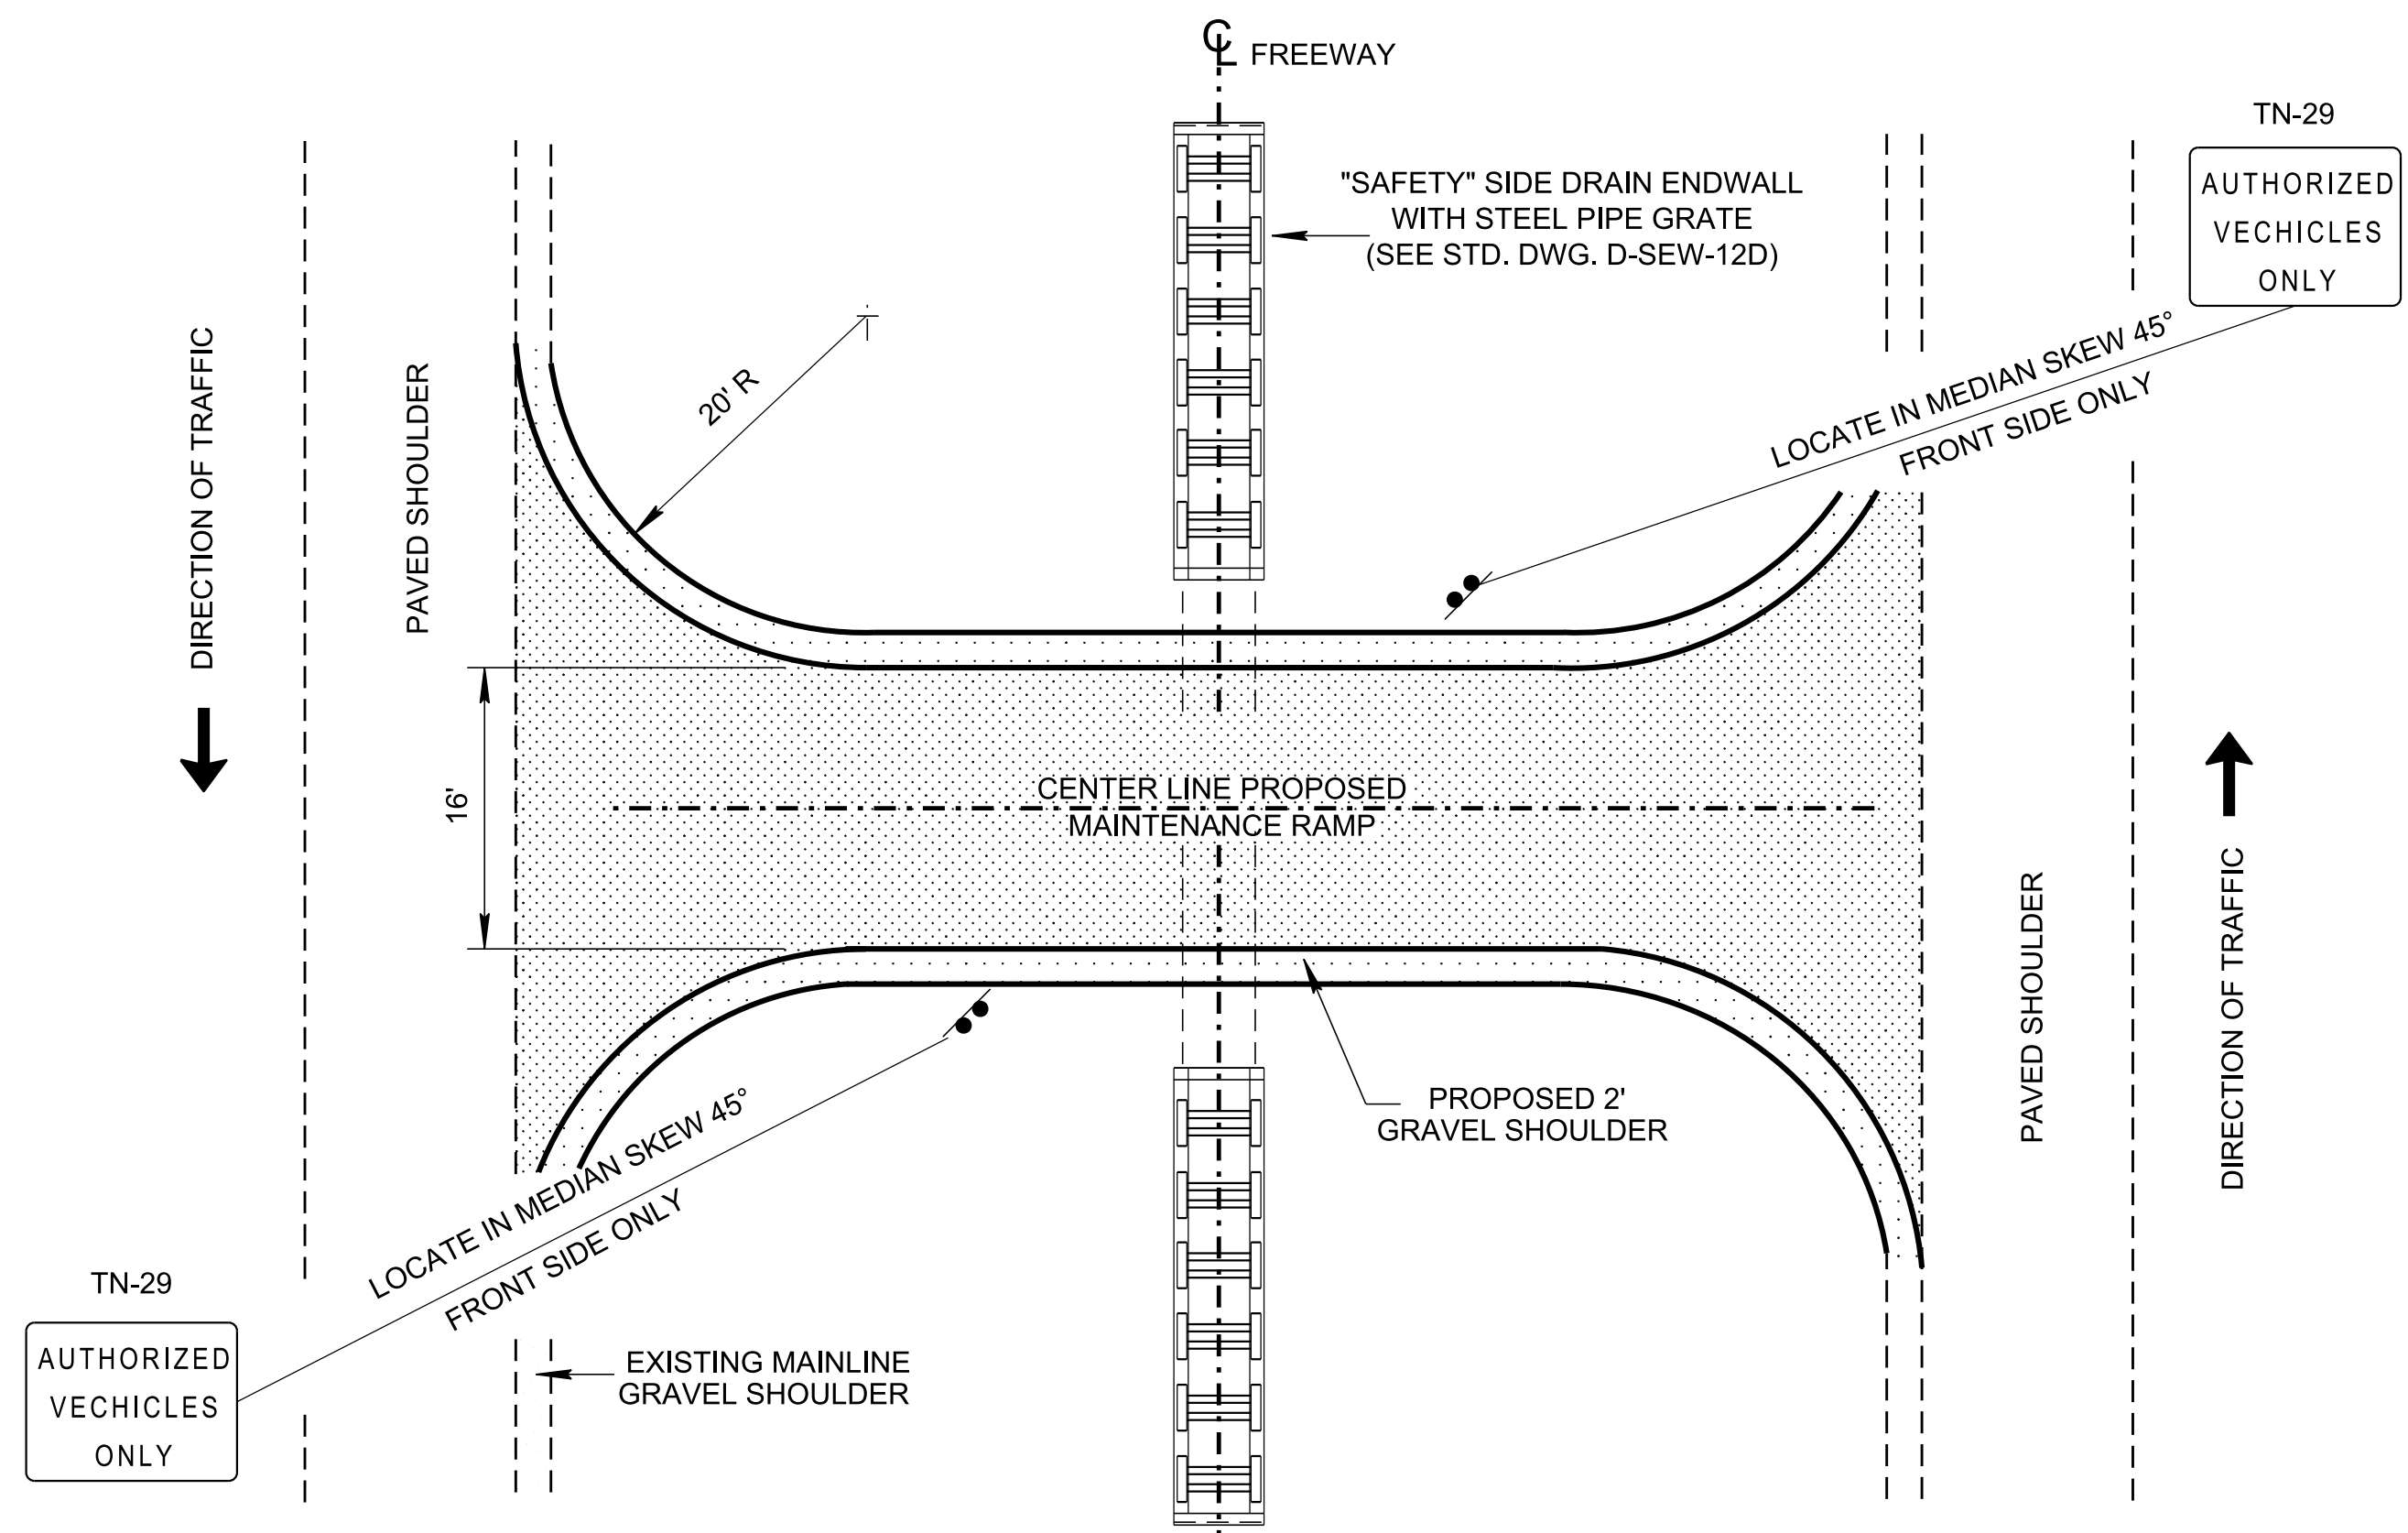 ℄ FREEWAY
TN-29
AUTHORIZED
VECHICLES
ONLY
"SAFETY" SIDE DRAIN ENDWALL
WITH STEEL PIPE GRATE
(SEE STD. DWG. D-SEW-12D)
LOCATE IN MEDIAN SKEW 45°
FRONT SIDE ONLY
DIRECTION OF TRAFFIC
PAVED SHOULDER
20' R
16'
CENTER LINE PROPOSED
MAINTENANCE RAMP
PAVED SHOULDER
DIRECTION OF TRAFFIC
PROPOSED 2'
GRAVEL SHOULDER
LOCATE IN MEDIAN SKEW 45°
FRONT SIDE ONLY
TN-29
AUTHORIZED
VECHICLES
ONLY
EXISTING MAINLINE
GRAVEL SHOULDER